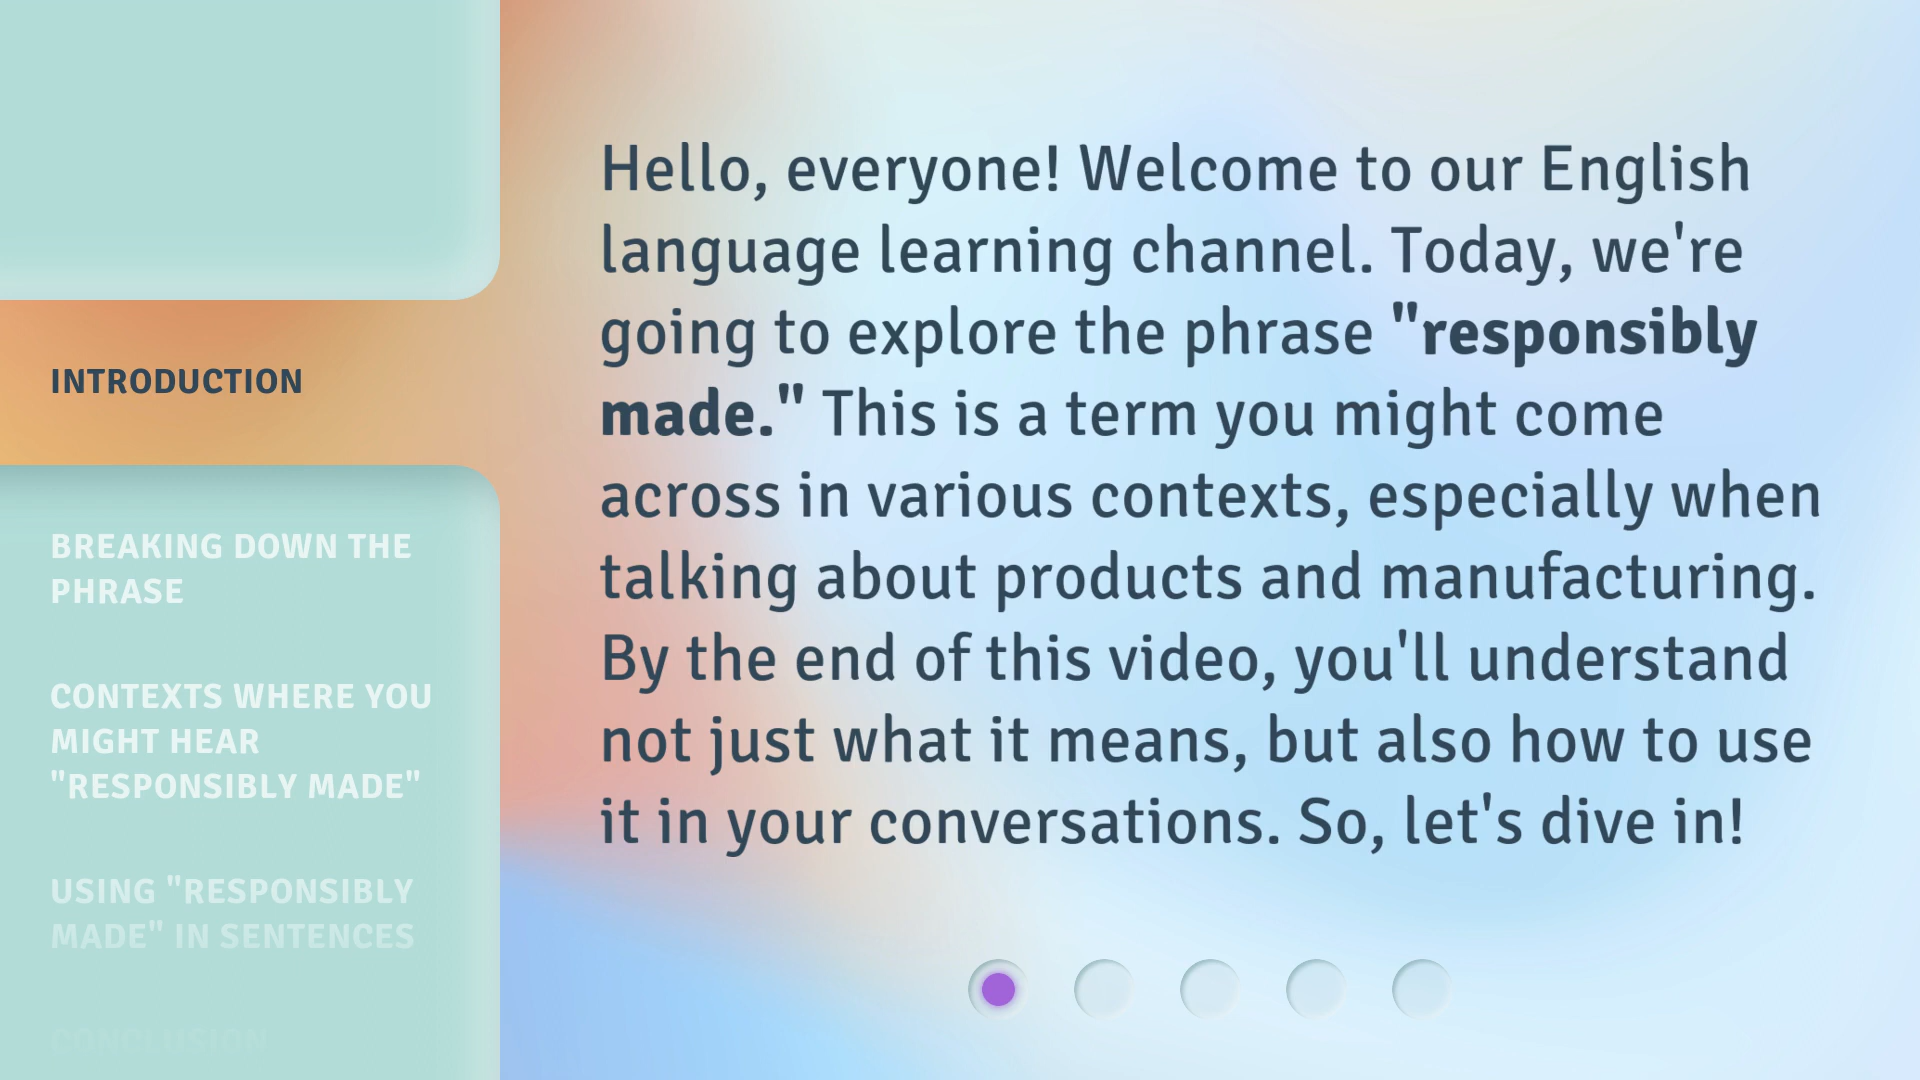 INTRODUCTION
BREAKING DOWN THE
PHRASE
CONTEXTS WHERE YOU
MIGHT HEAR
"RESPONSIBLY MADE"
USING "RESPONSIBLY
MADE" IN SENTENCES
CONCLUSION
Hello, everyone! Welcome to our English
language learning channel. Today, we're
going to explore the phrase "responsibly
made." This is a term you might come
across in various contexts, especially when
talking about products and manufacturing.
By the end of this video, you'll understand
not just what it means, but also how to use
it in your conversations. So, let's dive in!